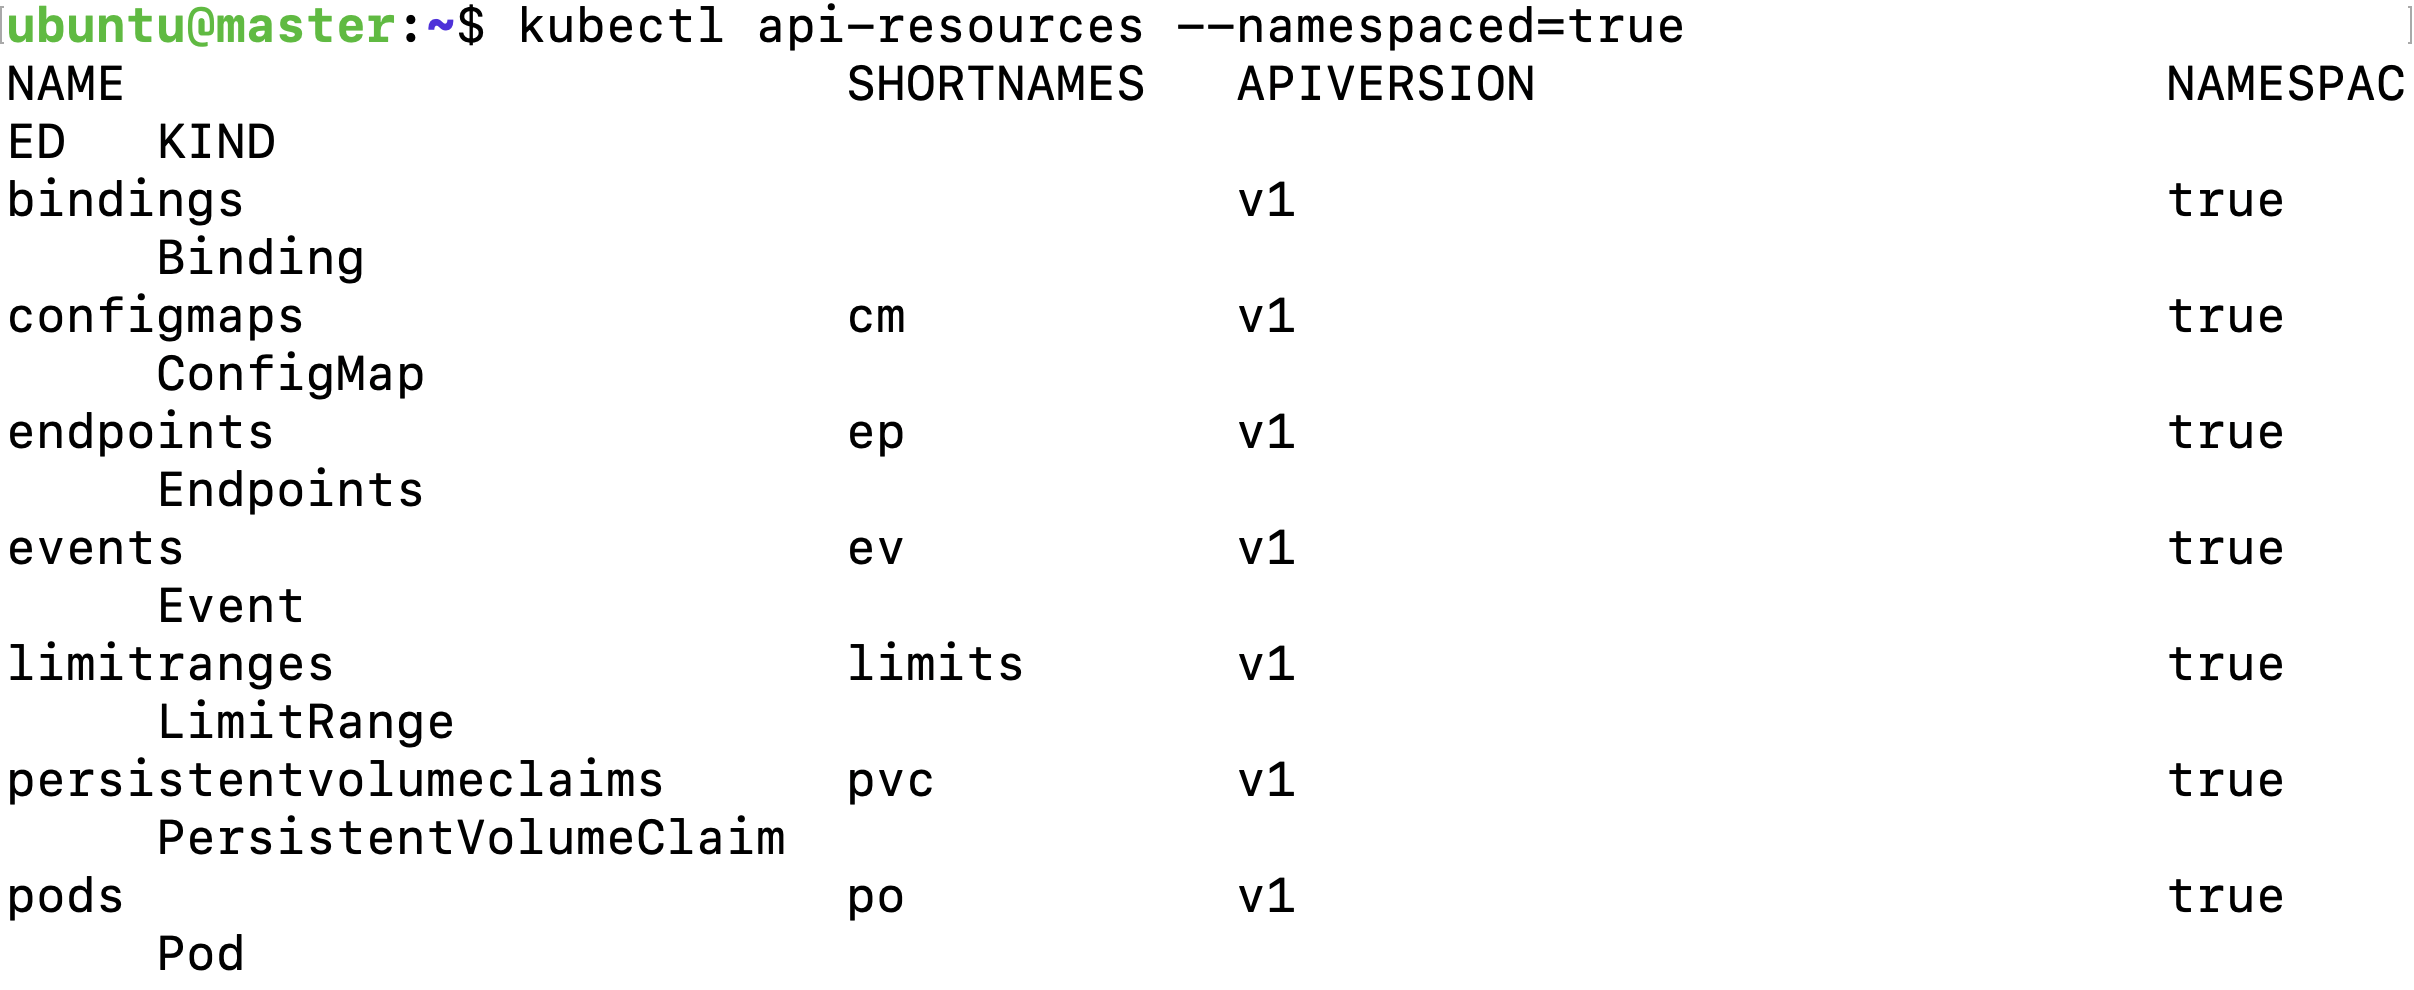 ubuntu@master:~$ kubectl api-resources --namespaced=true
NAME                        SHORTNAMES   APIVERSION                     NAMESPAC
ED   KIND
bindings                                 v1                             true
     Binding
configmaps                  cm           v1                             true
     ConfigMap
endpoints                   ep           v1                             true
     Endpoints
events                      ev           v1                             true
     Event
limitranges                 limits       v1                             true
     LimitRange
persistentvolumeclaims      pvc          v1                             true
     PersistentVolumeClaim
pods                        po           v1                             true
     Pod